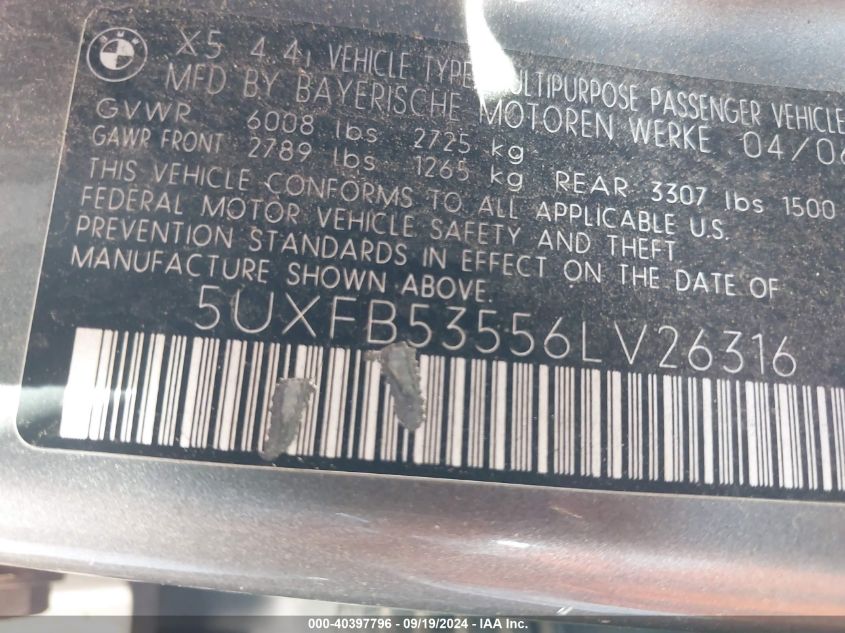 X5 4.4i VEHICLE TYPE MULTIPURPOSE PASSENGER VEHICLE
MFD BY BAYERISCHE MOTOREN WERKE 04/06
GVWR 6008 lbs 2725 kg
GAWR FRONT 2789 lbs 1265 kg REAR 3307 lbs 1500
THIS VEHICLE CONFORMS TO ALL APPLICABLE U.S.
FEDERAL MOTOR VEHICLE SAFETY AND THEFT
PREVENTION STANDARDS IN EFFECT ON THE DATE OF
MANUFACTURE SHOWN ABOVE.
5UXFB53556LV26316
000-40397796 - 09/19/2024 - IAA Inc.